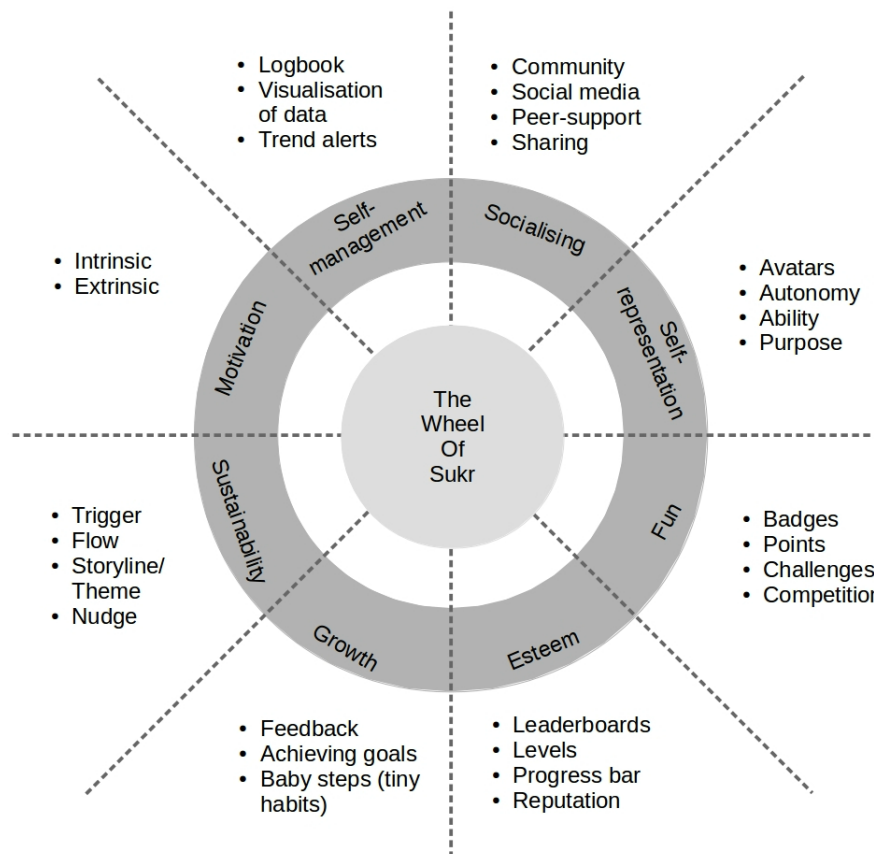 • Logbook
• Visualisation
of data
• Trend alerts
• Community
• Social media
• Peer-support
• Sharing
Self-
management
Socialising
• Intrinsic
• Extrinsic
Motivation
Self-
representation
• Avatars
• Autonomy
• Ability
• Purpose
The
Wheel
Of
Sukr
Sustainability
• Trigger
• Flow
• Storyline/
Theme
• Nudge
Fun
• Badges
• Points
• Challenges
• Competition
Growth
Esteem
• Feedback
• Achieving goals
• Baby steps (tiny
habits)
• Leaderboards
• Levels
• Progress bar
• Reputation